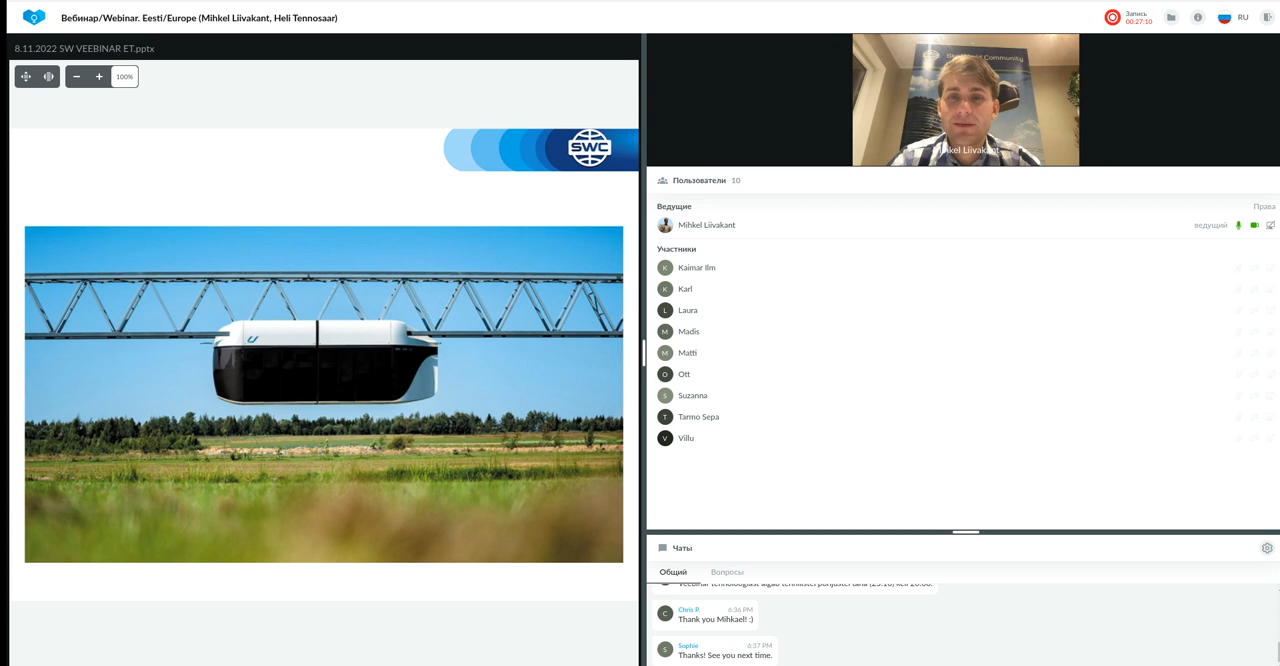 Вебинар/Webinar. Eesti/Europe (Mihkel Liivakant, Heli Tennosaar)
Запись
00:27:10
RU
8.11.2022 SW VEEBINAR ET.pptx
100%
SWC
Community
Mihkel Liivakant
Пользователи 10
Ведущие
Права
Mihkel Liivakant
ведущий
Участники
K Kaimar Ilm
K Karl
L Laura
M Madis
M Matti
O Ott
S Suzanna
T Tarmo Sepa
V Villu
Чаты
Общий
Вопросы
C
Chris P. 6:36 PM
Thank you Mihkael! :)
S
Sophie 6:37 PM
Thanks! See you next time.